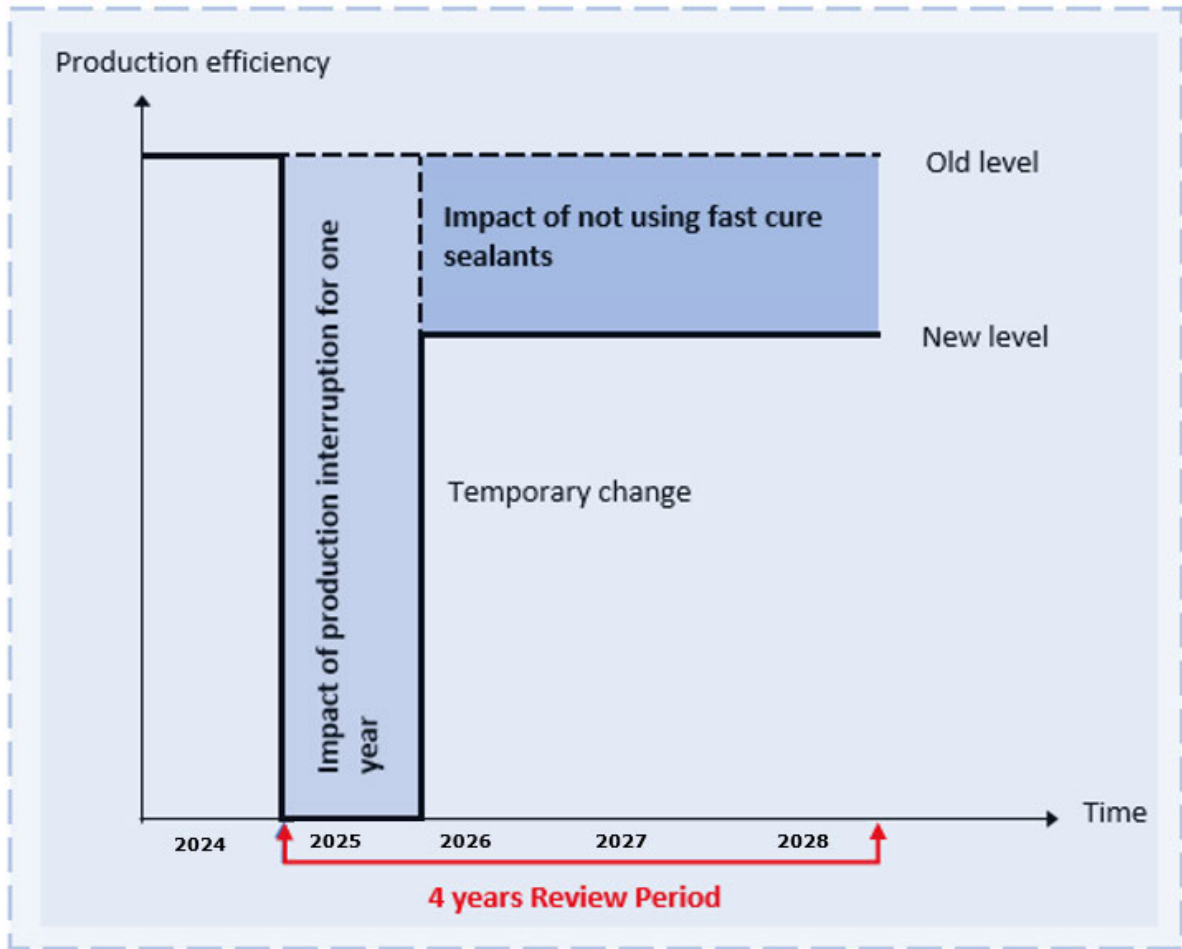 Production efficiency
Old level
Impact of not using fast cure
sealants
New level
Impact of production interruption for one
year
Temporary change
Time
2024
2025
2026
2027
2028
4 years Review Period